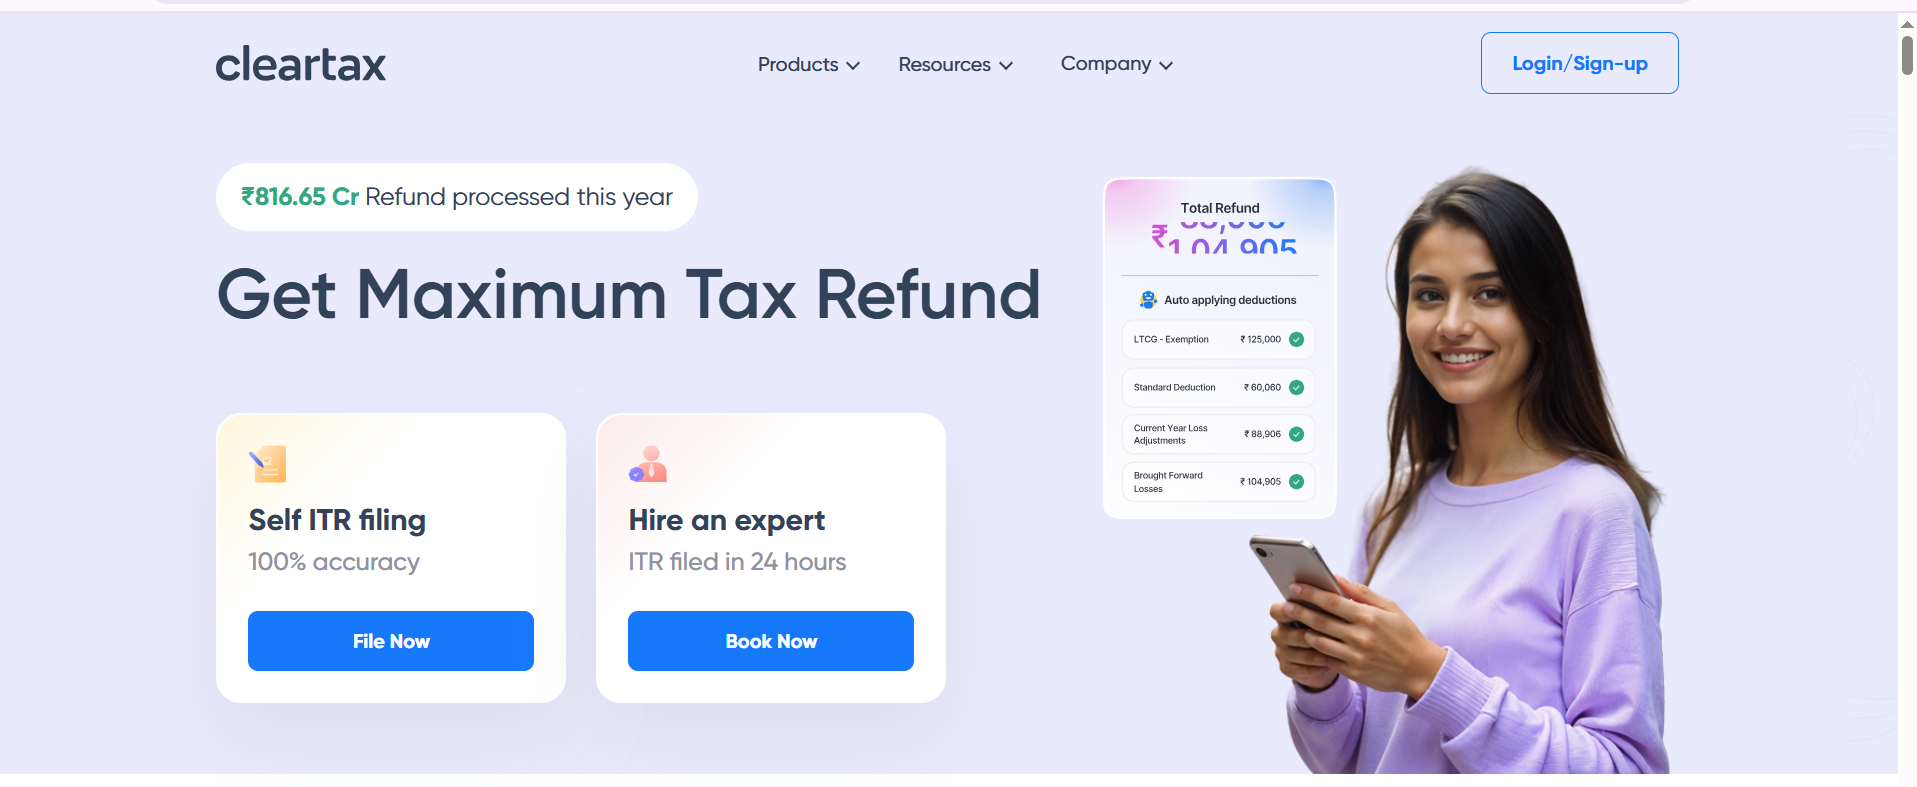 cleartax
Products
Resources
Company
Login/Sign-up
₹816.65 Cr Refund processed this year
Get Maximum Tax Refund
Self ITR filing
100% accuracy
File Now
Hire an expert
ITR filed in 24 hours
Book Now
Total Refund
₹
1,04,905
Auto applying deductions
LTCG - Exemption ₹ 125,000
Standard Deduction ₹ 60,060
Current Year Loss
Adjustments ₹ 88,906
Brought Forward
Losses ₹ 104,905